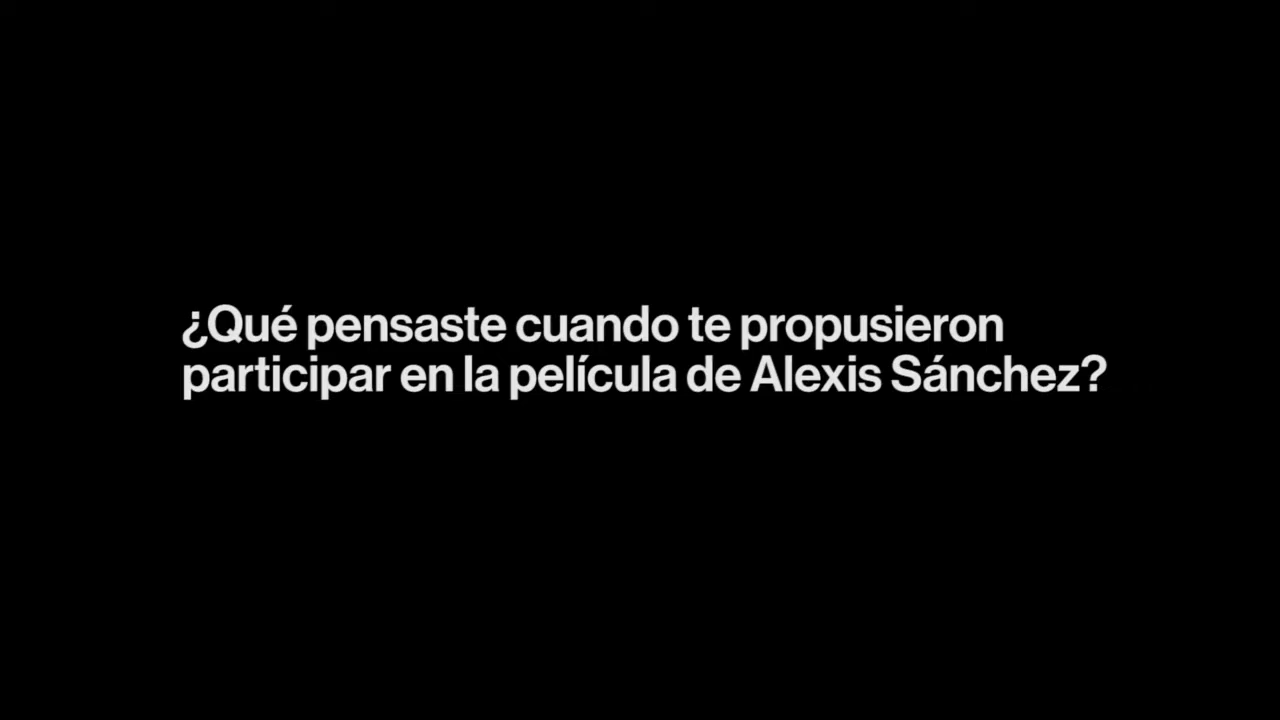 ¿Qué pensaste cuando te propusieron
participar en la película de Alexis Sánchez?